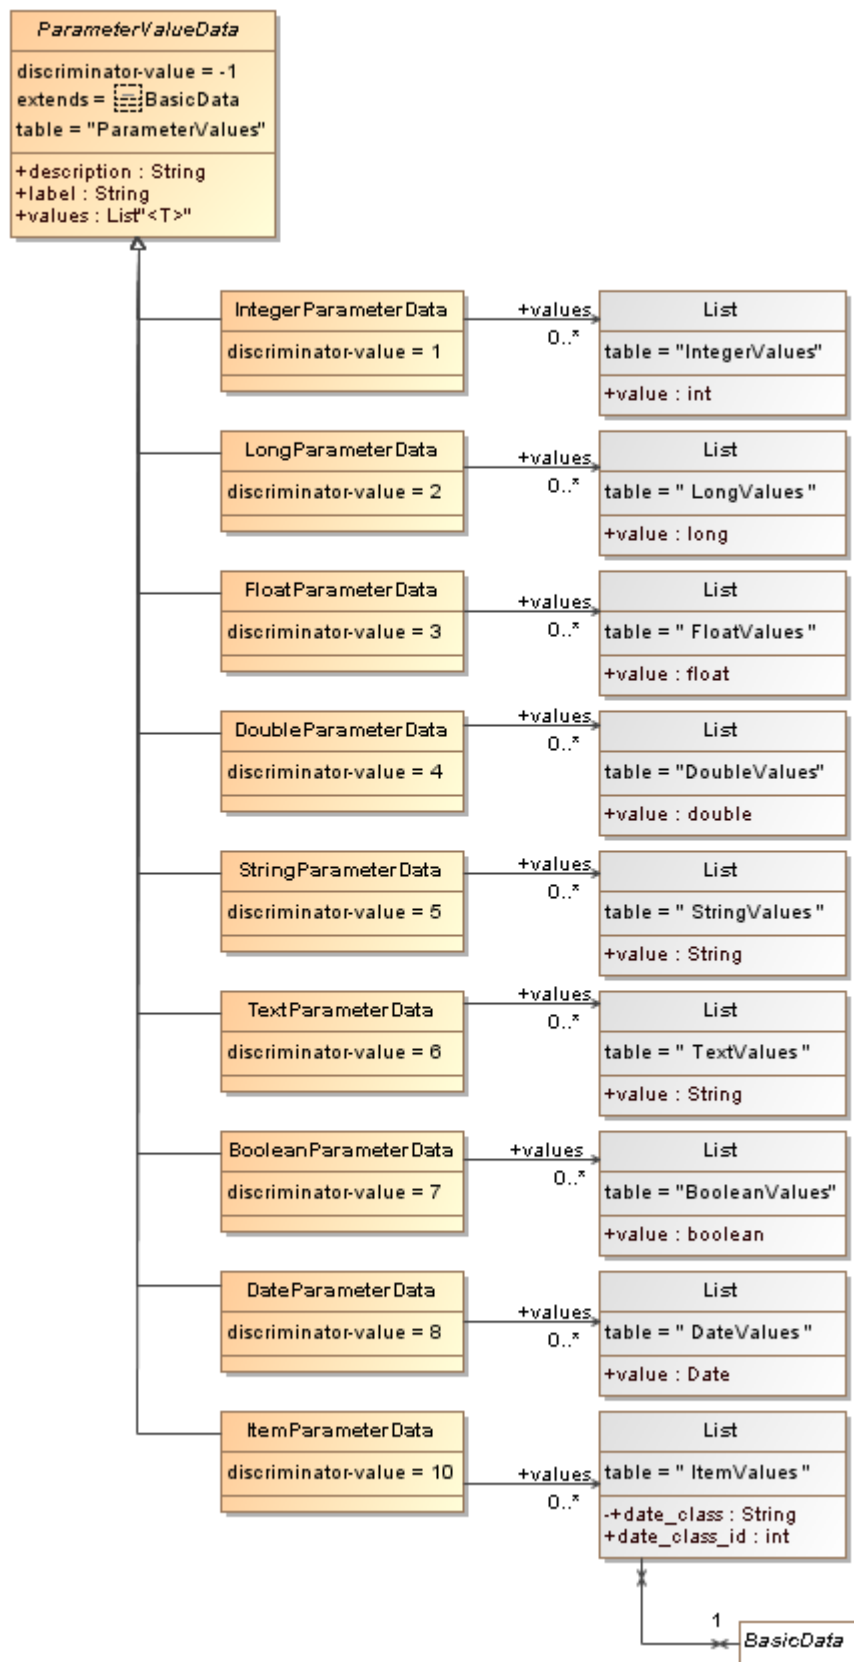 ParameterValueData
discriminator-value = -1
extends = BasicData
table = "ParameterValues"
+description : String
+label : String
+values : List"<T>"
IntegerParameterData
discriminator-value = 1
+values
0..*
List
table = "IntegerValues"
+value : int
LongParameterData
discriminator-value = 2
+values
0..*
List
table = " LongValues "
+value : long
FloatParameterData
discriminator-value = 3
+values
0..*
List
table = " FloatValues "
+value : float
DoubleParameterData
discriminator-value = 4
+values
0..*
List
table = "DoubleValues"
+value : double
StringParameterData
discriminator-value = 5
+values
0..*
List
table = " StringValues "
+value : String
TextParameterData
discriminator-value = 6
+values
0..*
List
table = " TextValues "
+value : String
BooleanParameterData
discriminator-value = 7
+values
0..*
List
table = "BooleanValues"
+value : boolean
DateParameterData
discriminator-value = 8
+values
0..*
List
table = " DateValues "
+value : Date
ItemParameterData
discriminator-value = 10
+values
0..*
List
table = " ItemValues "
-+date_class : String
+date_class_id : int
1
BasicData